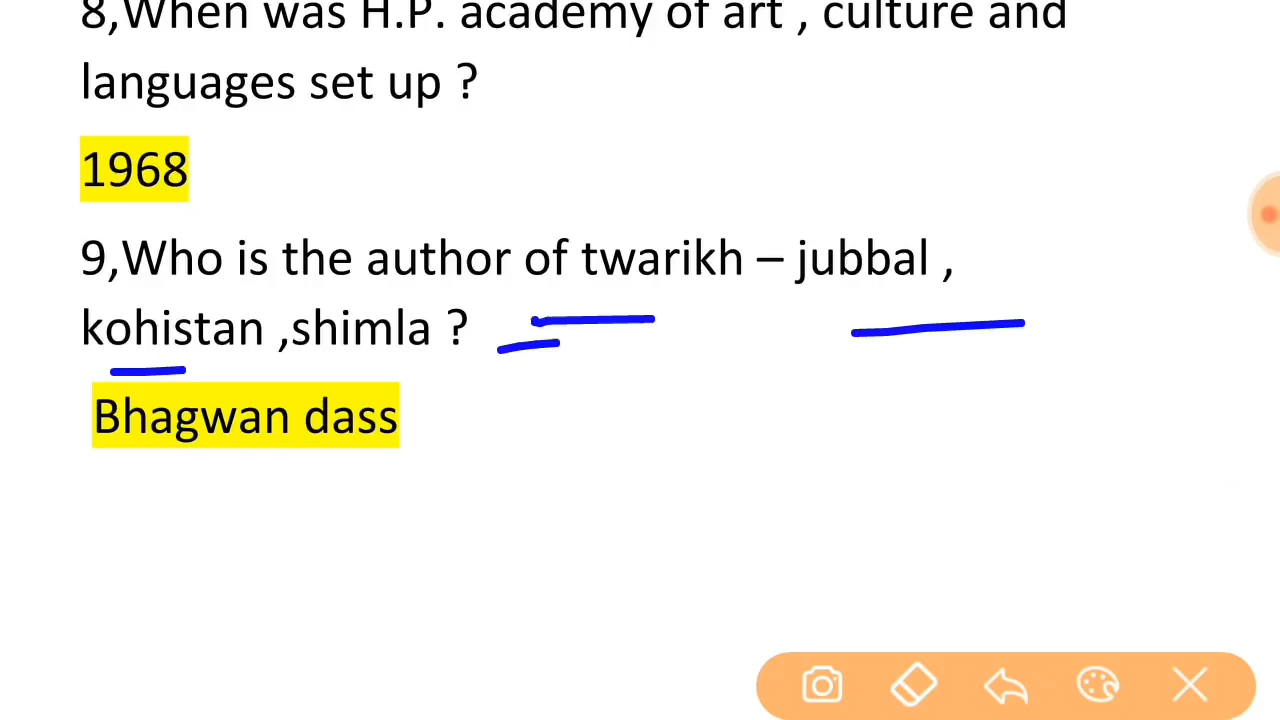 8,When was H.P. academy of art , culture and
languages set up ?
1968
9,Who is the author of twarikh – jubbal ,
kohistan ,shimla ?
Bhagwan dass